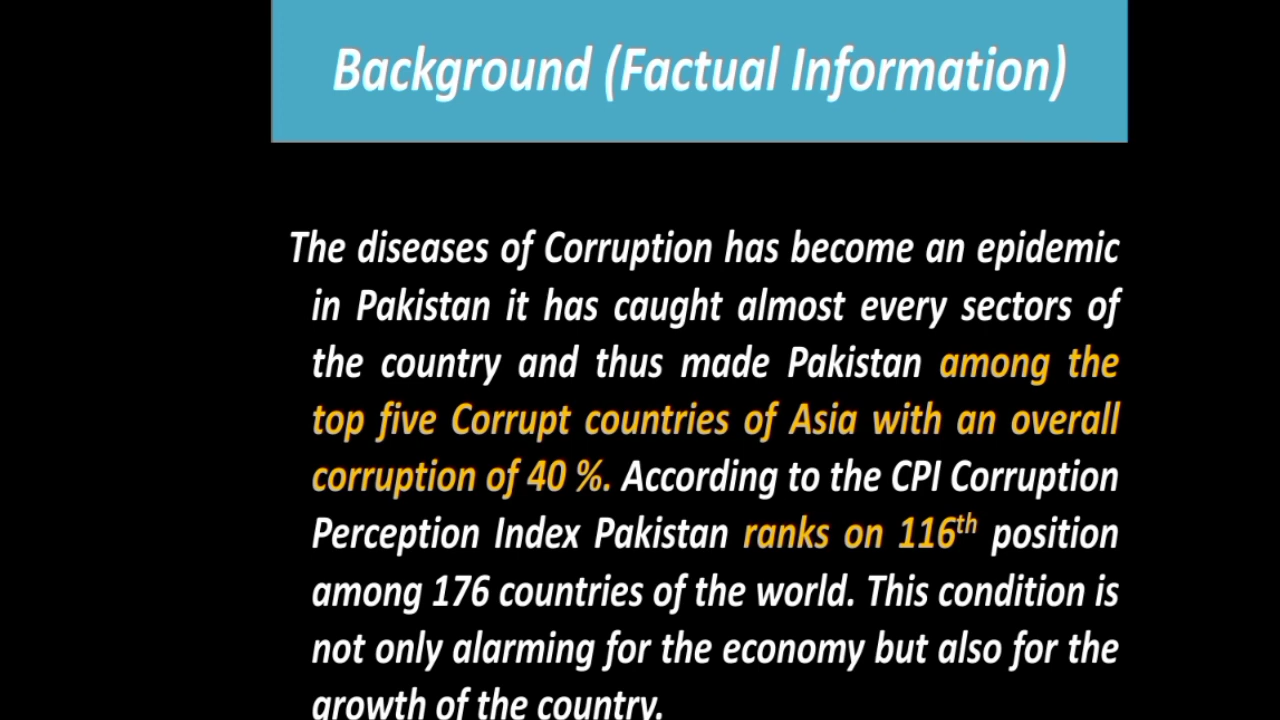 Background (Factual Information)
The diseases of Corruption has become an epidemic
in Pakistan it has caught almost every sectors of
the country and thus made Pakistan among the
top five Corrupt countries of Asia with an overall
corruption of 40 %. According to the CPI Corruption
Perception Index Pakistan ranks on 116th position
among 176 countries of the world. This condition is
not only alarming for the economy but also for the
growth of the country.